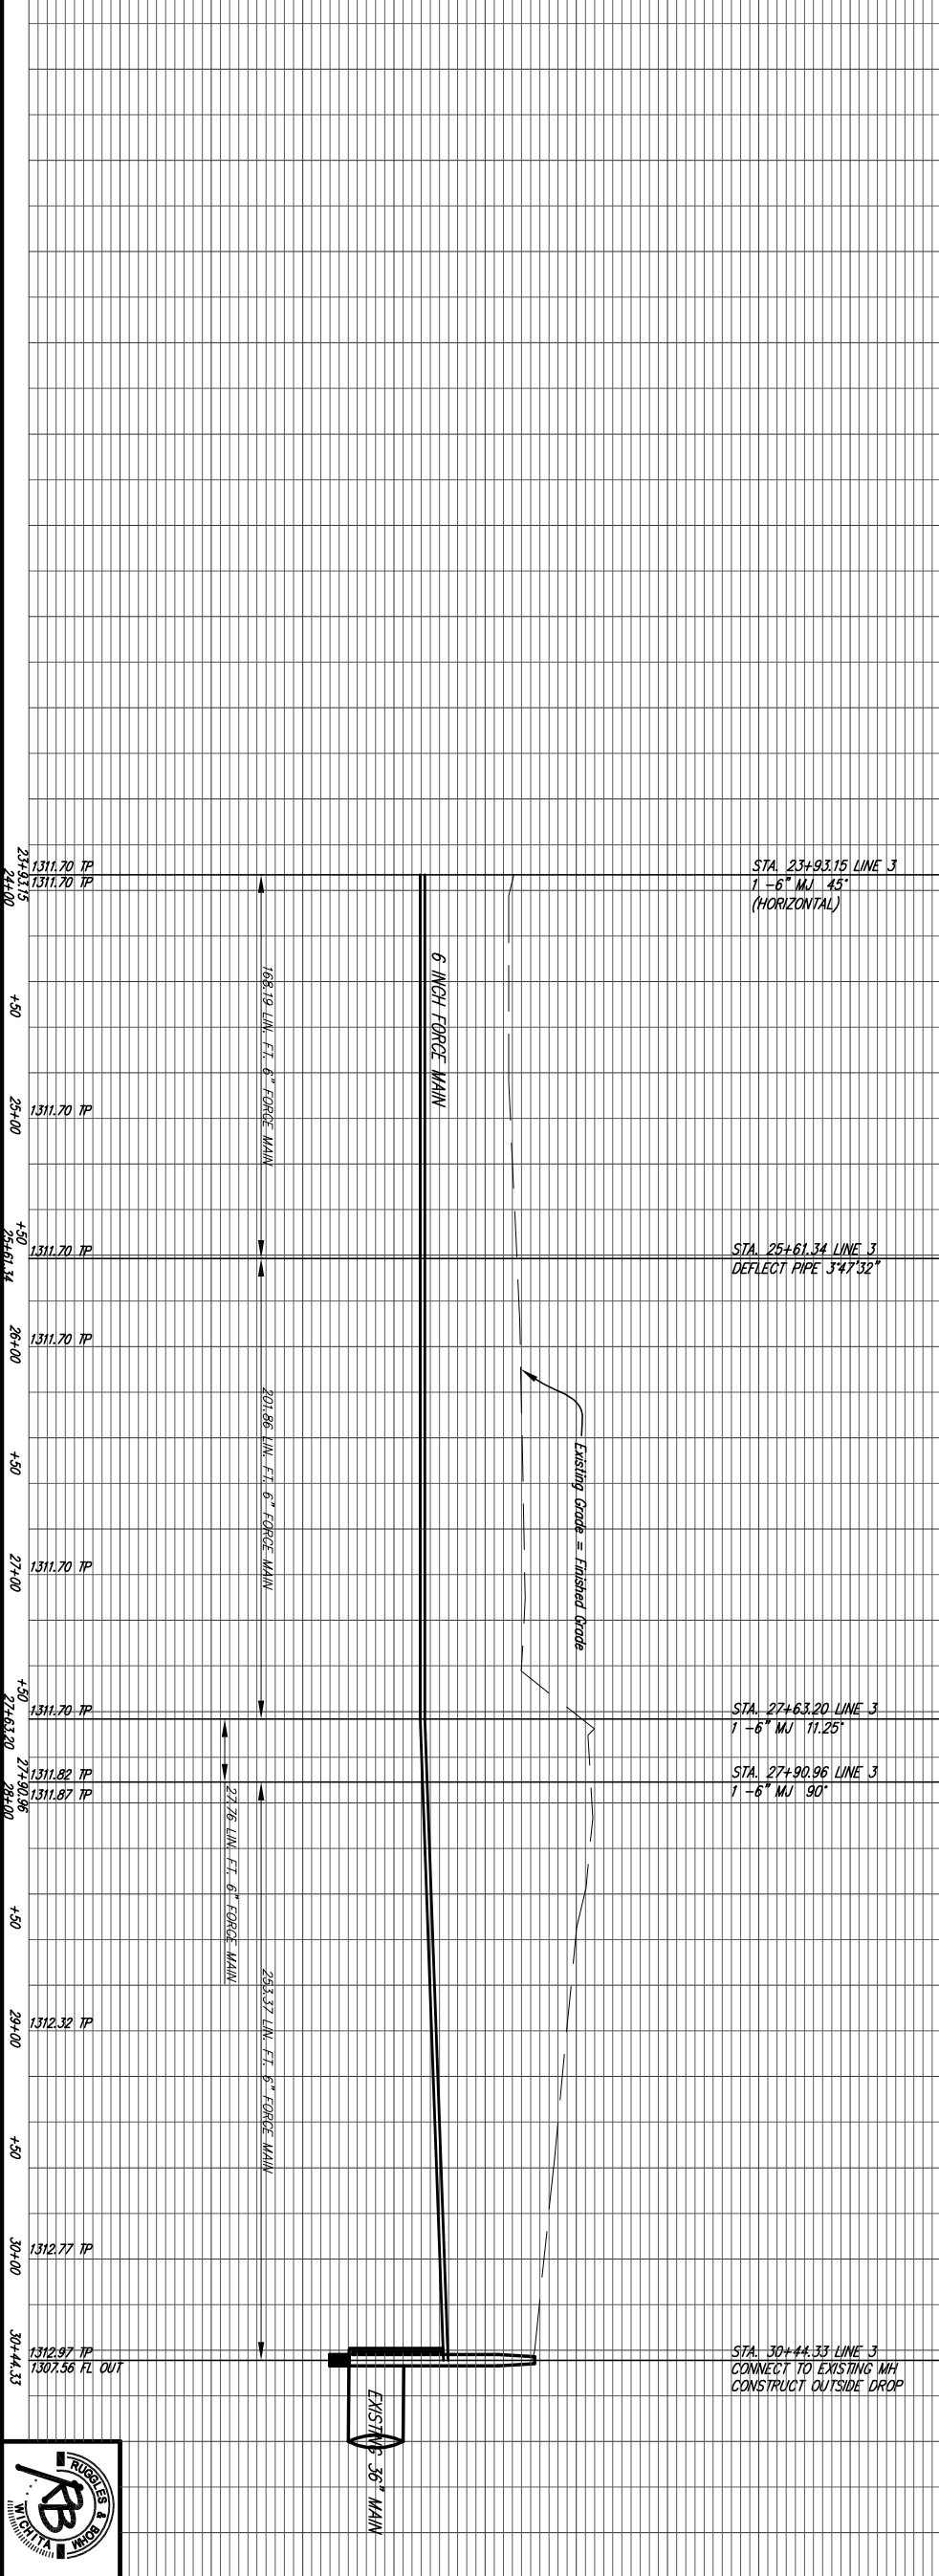 STA. 23+93.15 LINE 3
1 -6" MJ 45°
(HORIZONTAL)
STA. 25+61.34 LINE 3
DEFLECT PIPE 3°47'32"
STA. 27+63.20 LINE 3
1 -6" MJ 11.25°
STA. 27+90.96 LINE 3
1 -6" MJ 90°
STA. 30+44.33 LINE 3
CONNECT TO EXISTING MH
CONSTRUCT OUTSIDE DROP
Existing Grade = Finished Grade
6 INCH FORCE MAIN
EXISTING 36" MAIN
168.19 LIN. FT. 6" FORCE MAIN
201.86 LIN. FT. 6" FORCE MAIN
253.37 LIN. FT. 6" FORCE MAIN
27.76 LIN. FT. 6" FORCE MAIN
1311.70 TP
1311.70 TP
1311.70 TP
1311.70 TP
1311.70 TP
1311.70 TP
1311.70 TP
1311.82 TP
1311.87 TP
1312.32 TP
1312.77 TP
1312.97 TP
1307.56 FL OUT
23+93.15
24+00
+50
25+00
+50
25+61.34
26+00
+50
27+00
+50
27+63.20
27+90.96
28+00
+50
29+00
+50
30+00
30+44.33
RUGGLES & BOHM
RB
WICHITA